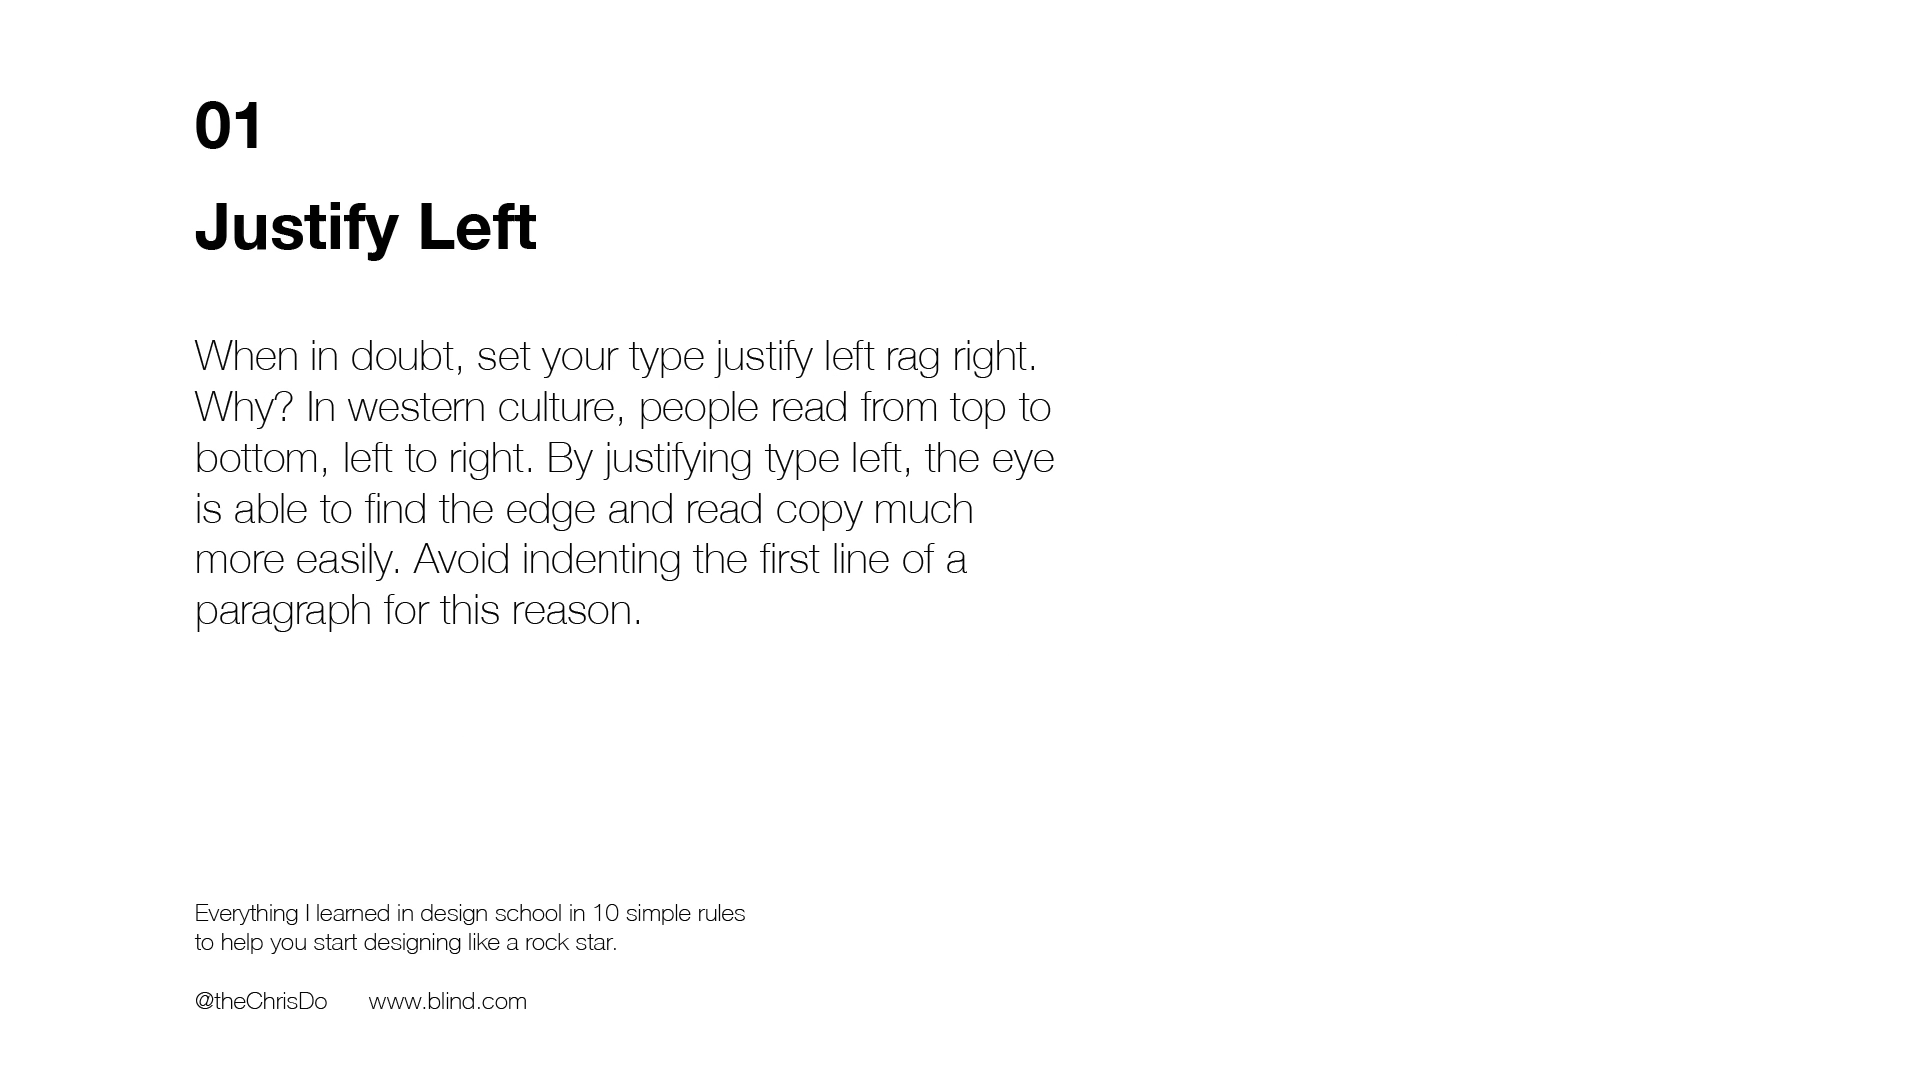 01
Justify Left
When in doubt, set your type justify left rag right.
Why? In western culture, people read from top to
bottom, left to right. By justifying type left, the eye
is able to find the edge and read copy much
more easily. Avoid indenting the first line of a
paragraph for this reason.
Everything I learned in design school in 10 simple rules
to help you start designing like a rock star.
@theChrisDo www.blind.com